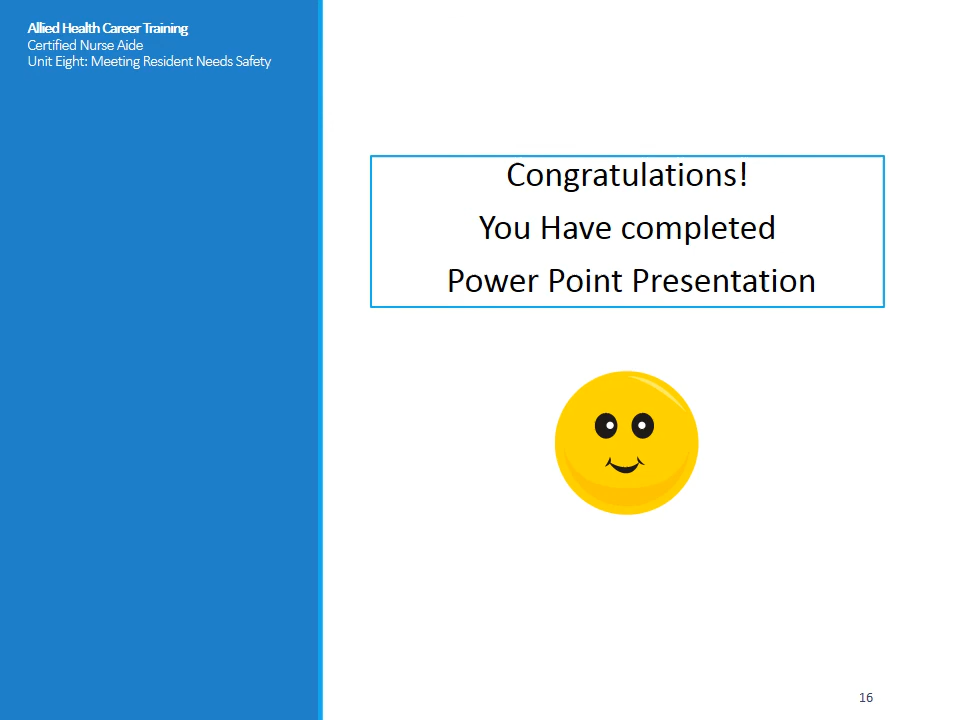 Allied Health Career Training
Certified Nurse Aide
Unit Eight: Meeting Resident Needs Safety
Congratulations!
You Have completed
Power Point Presentation
16